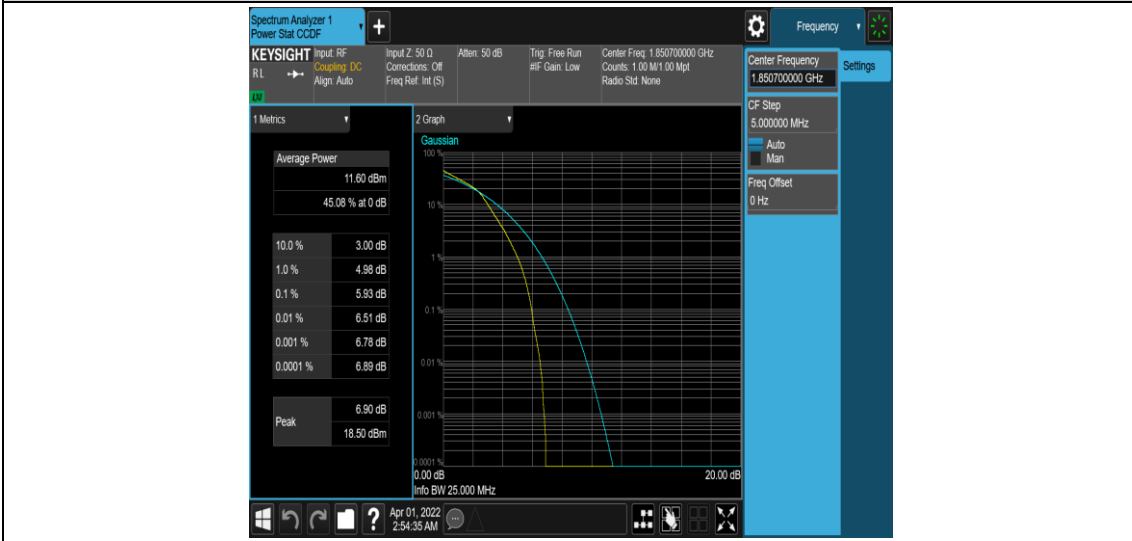 Spectrum Analyzer 1
Power Stat CCDF
+
Frequency
KEYSIGHT
RL
LNI
Input: RF
Coupling: DC
Align: Auto
Input Z: 50 Ω
Corrections: Off
Freq Ref: Int (S)
Atten: 50 dB
Trig: Free Run
#IF Gain: Low
Center Freq: 1.850700000 GHz
Counts: 1.00 M/1.00 Mpt
Radio Std: None
Center Frequency
1.850700000 GHz
Settings
CF Step
5.000000 MHz
Auto
Man
Freq Offset
0 Hz
1 Metrics
Average Power
11.60 dBm
45.08 % at 0 dB
10.0 % 3.00 dB
1.0 % 4.98 dB
0.1 % 5.93 dB
0.01 % 6.51 dB
0.001 % 6.78 dB
0.0001 % 6.89 dB
Peak
6.90 dB
18.50 dBm
2 Graph
Gaussian
100 %
10 %
1 %
0.1 %
0.01 %
0.001 %
0.0001 %
0.00 dB 20.00 dB
Info BW 25.000 MHz
?
Apr 01, 2022
2:54:35 AM